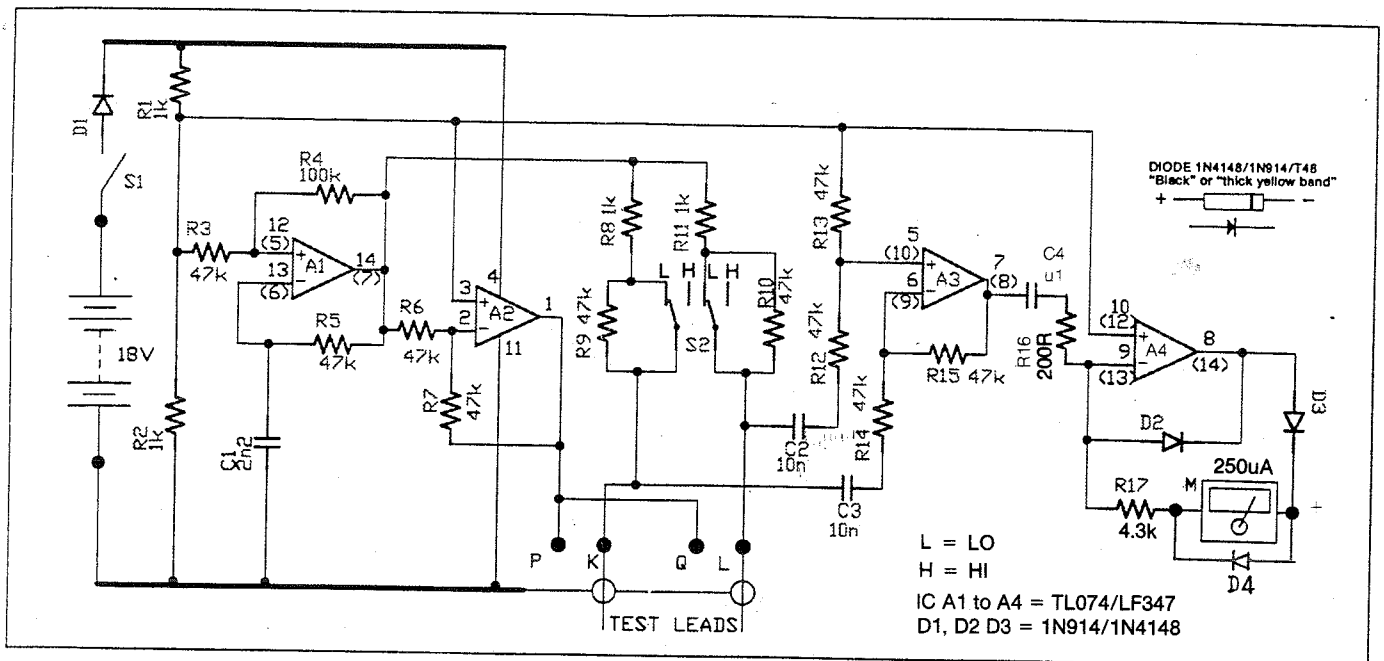 D1
S1
18V
R1
1k
R2
1k
R3
47k
R4
100k
12
(5)
+
13
(6)
-
A1
14
(7)
R5
47k
C1
2n2
R6
47k
R7
47k
3
+
2
-
4
A2
11
1
R8 1k
R11 1k
L H L H
R9 47k
S2
R10
47k
R13 47k
R12 47k
C2
10n
C3
10n
R14 47k
5
(10)
+
6
(9)
-
A3
7
(8)
R15 47k
C4
u1
R16
200R
10
(12)
+
9
(13)
-
A4
8
(14)
D2
D3
R17
4.3k
M
250uA
+
D4
DIODE 1N4148/1N914/T48
"Black" or "thick yellow band"
+ -
P K Q L
TEST LEADS
L = LO
H = HI
IC A1 to A4 = TL074/LF347
D1, D2 D3 = 1N914/1N4148